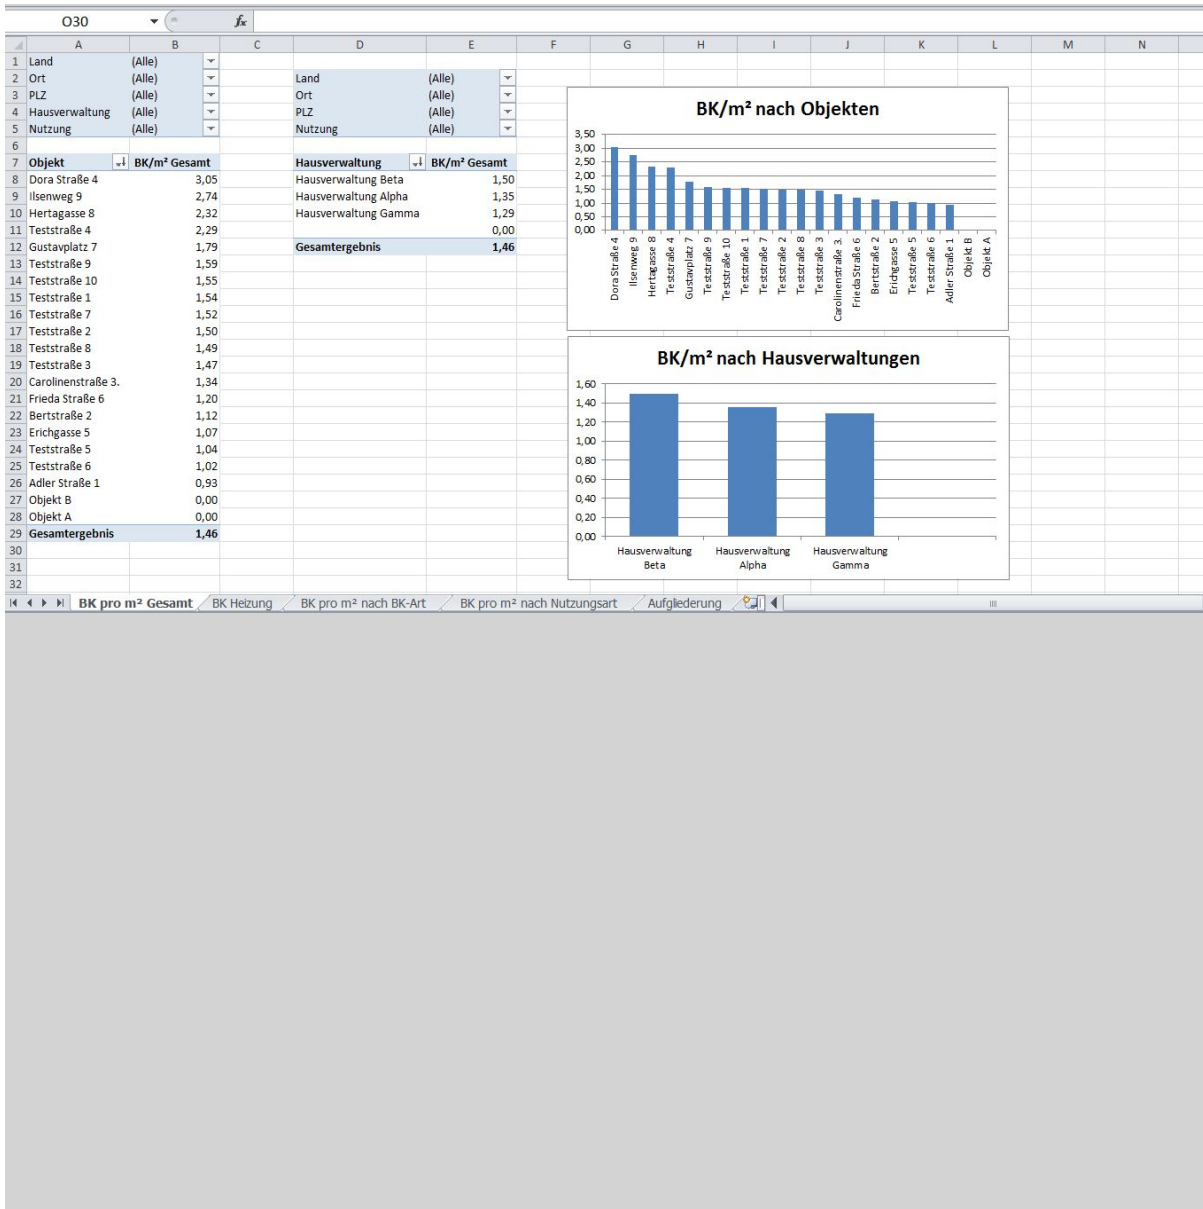 O30 fx
A B C D E F G H I J K L M N
1 Land (Alle)
2 Ort (Alle) Land (Alle)
3 PLZ (Alle) Ort (Alle)
4 Hausverwaltung (Alle) PLZ (Alle)
5 Nutzung (Alle) Nutzung (Alle)
6
7 Objekt BK/m² Gesamt Hausverwaltung BK/m² Gesamt
8 Dora Straße 4 3,05 Hausverwaltung Beta 1,50
9 Ilsenweg 9 2,74 Hausverwaltung Alpha 1,35
10 Hertagasse 8 2,32 Hausverwaltung Gamma 1,29
11 Teststraße 4 2,29 0,00
12 Gustavplatz 7 1,79 Gesamtergebnis 1,46
13 Teststraße 9 1,59
14 Teststraße 10 1,55
15 Teststraße 1 1,54
16 Teststraße 7 1,52
17 Teststraße 2 1,50
18 Teststraße 8 1,49
19 Teststraße 3 1,47
20 Carolinenstraße 3. 1,34
21 Frieda Straße 6 1,20
22 Bertstraße 2 1,12
23 Erichgasse 5 1,07
24 Teststraße 5 1,04
25 Teststraße 6 1,02
26 Adler Straße 1 0,93
27 Objekt B 0,00
28 Objekt A 0,00
29 Gesamtergebnis 1,46
30
31
32
BK/m² nach Objekten
3,50
3,00
2,50
2,00
1,50
1,00
0,50
0,00
Dora Straße 4
Ilsenweg 9
Hertagasse 8
Teststraße 4
Gustavplatz 7
Teststraße 9
Teststraße 10
Teststraße 1
Teststraße 7
Teststraße 2
Teststraße 8
Teststraße 3
Carolinenstraße 3.
Frieda Straße 6
Bertstraße 2
Erichgasse 5
Teststraße 5
Teststraße 6
Adler Straße 1
Objekt B
Objekt A
BK/m² nach Hausverwaltungen
1,60
1,40
1,20
1,00
0,80
0,60
0,40
0,20
0,00
Hausverwaltung Hausverwaltung Hausverwaltung
Beta Alpha Gamma
BK pro m² Gesamt BK Heizung BK pro m² nach BK-Art BK pro m² nach Nutzungsart Aufgliederung